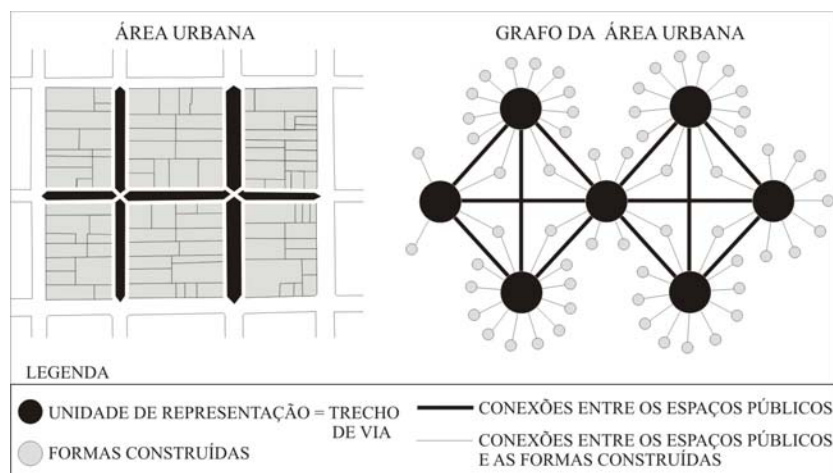 ÁREA URBANA
GRAFO DA ÁREA URBANA
LEGENDA
UNIDADE DE REPRESENTAÇÃO = TRECHO
DE VIA
FORMAS CONSTRUÍDAS
CONEXÕES ENTRE OS ESPAÇOS PÚBLICOS
CONEXÕES ENTRE OS ESPAÇOS PÚBLICOS
E AS FORMAS CONSTRUÍDAS